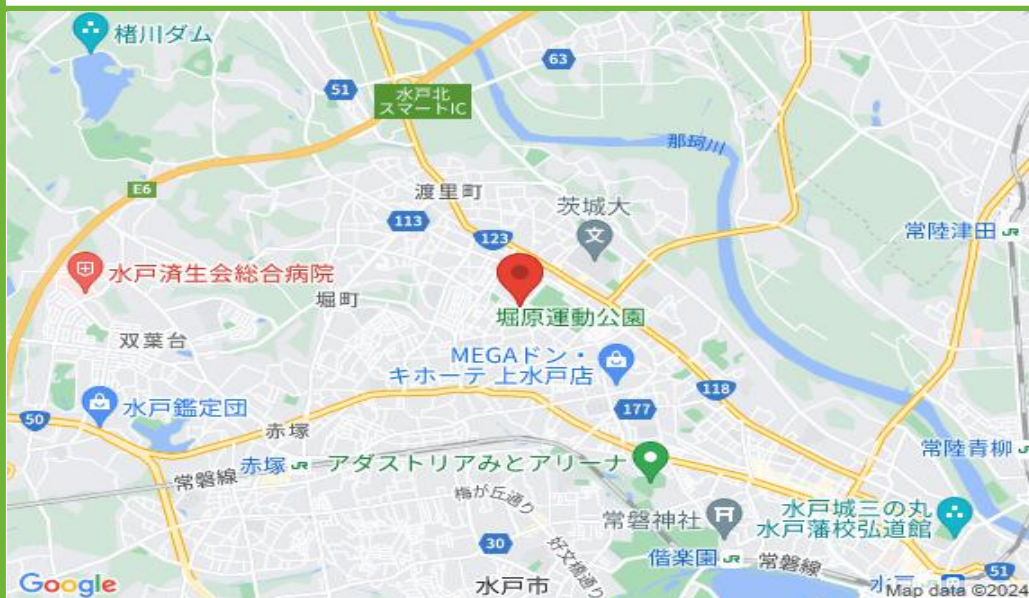 楮川ダム
63
51
水戸北
スマートIC
那珂川
E6
渡里町
茨城大
113
123
文
常陸津田 JR
水戸済生会総合病院
堀町
堀原運動公園
双葉台
MEGAドン・
キホーテ 上水戸店
118
177
水戸鑑定団
50
赤塚
常陸青柳
赤塚 JR
アダストリアみとアリーナ
常磐線
梅が丘通り
水戸城三の丸
水戸藩校弘道館
常磐神社
30
好文橋通り
偕楽園 JR
常磐線
51
Google
水戸市
水戸
Map data ©2024